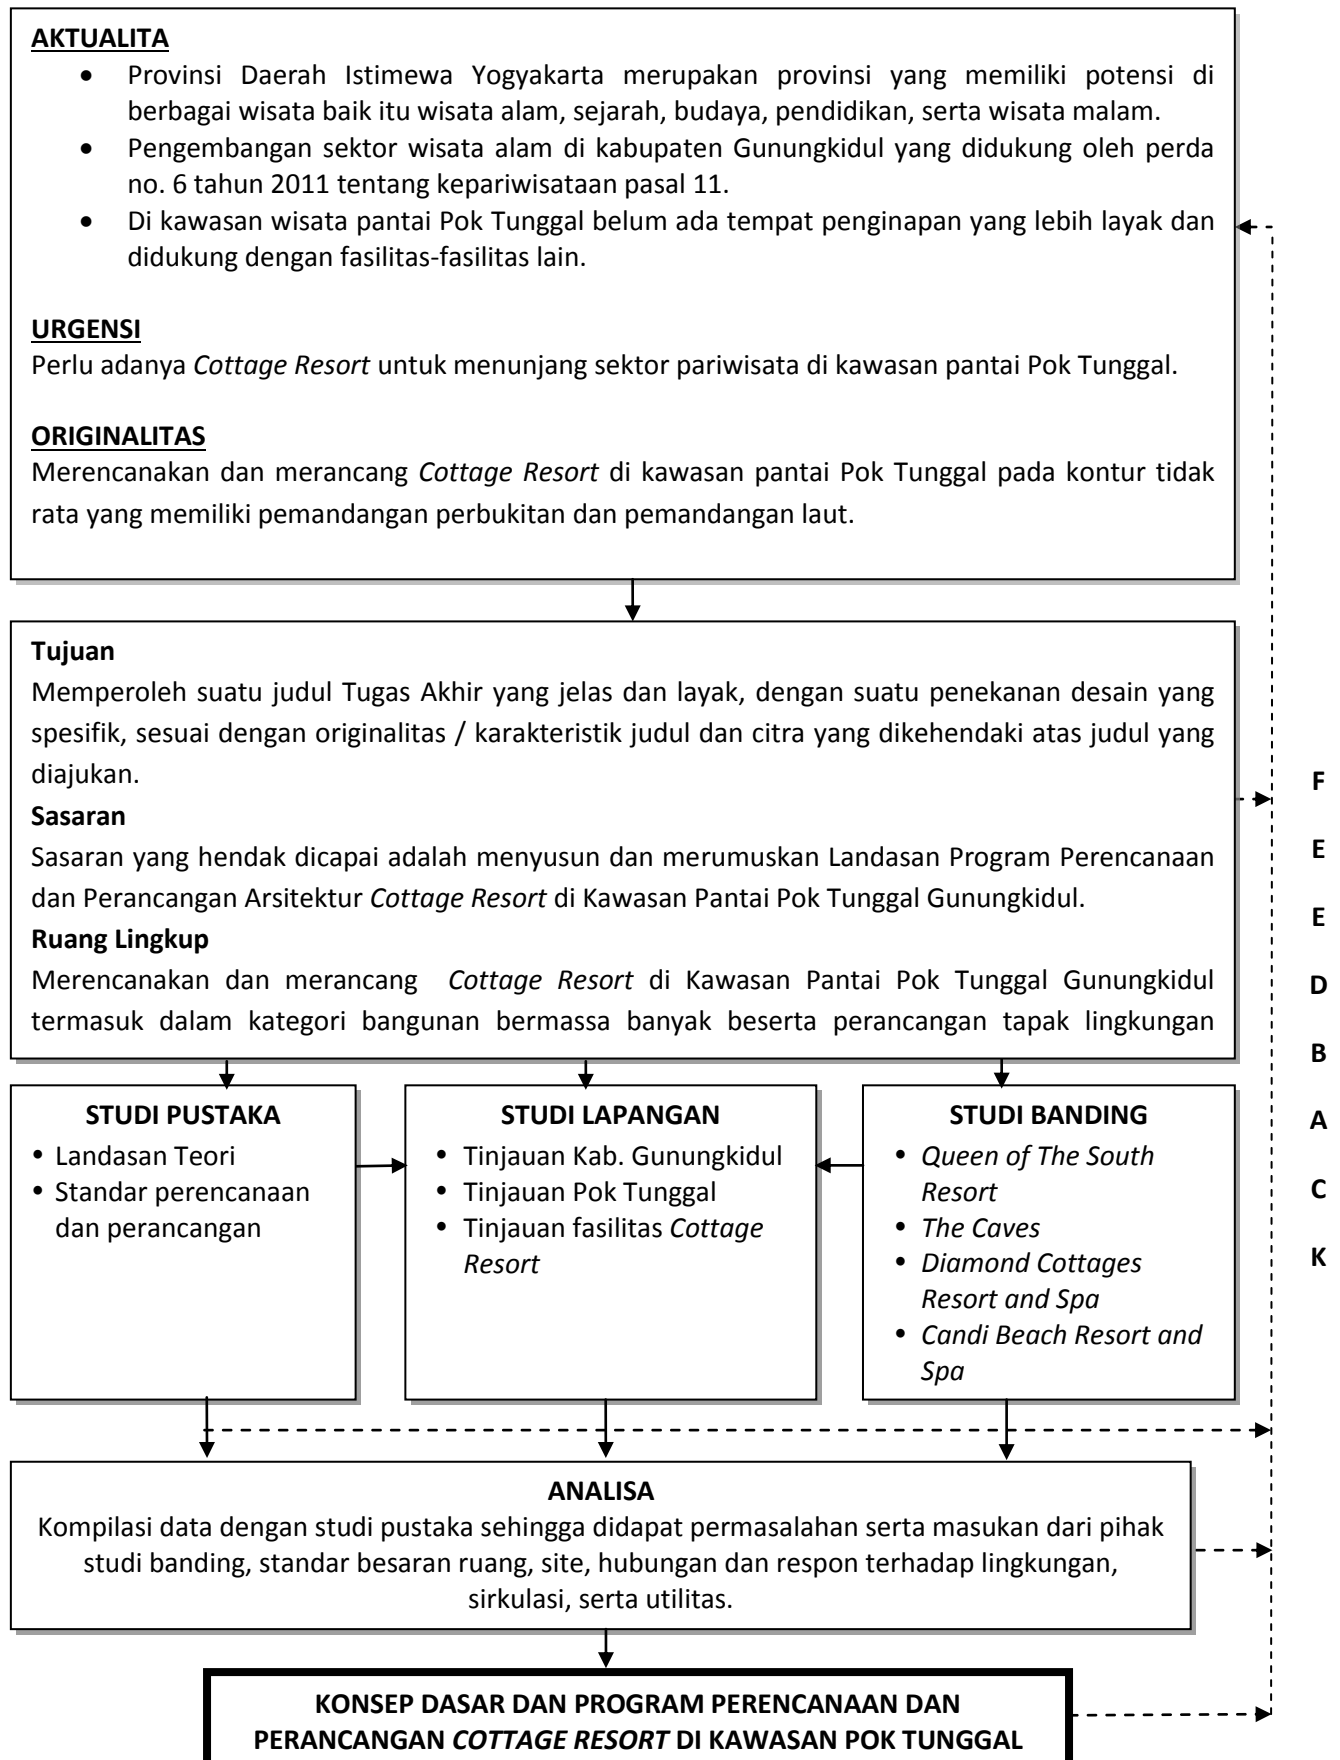 AKTUALITA
• Provinsi Daerah Istimewa Yogyakarta merupakan provinsi yang memiliki potensi di
berbagai wisata baik itu wisata alam, sejarah, budaya, pendidikan, serta wisata malam.
• Pengembangan sektor wisata alam di kabupaten Gunungkidul yang didukung oleh perda
no. 6 tahun 2011 tentang kepariwisataan pasal 11.
• Di kawasan wisata pantai Pok Tunggal belum ada tempat penginapan yang lebih layak dan
didukung dengan fasilitas-fasilitas lain.
URGENSI
Perlu adanya Cottage Resort untuk menunjang sektor pariwisata di kawasan pantai Pok Tunggal.
ORIGINALITAS
Merencanakan dan merancang Cottage Resort di kawasan pantai Pok Tunggal pada kontur tidak
rata yang memiliki pemandangan perbukitan dan pemandangan laut.
Tujuan
Memperoleh suatu judul Tugas Akhir yang jelas dan layak, dengan suatu penekanan desain yang
spesifik, sesuai dengan originalitas / karakteristik judul dan citra yang dikehendaki atas judul yang
diajukan.
Sasaran
Sasaran yang hendak dicapai adalah menyusun dan merumuskan Landasan Program Perencanaan
dan Perancangan Arsitektur Cottage Resort di Kawasan Pantai Pok Tunggal Gunungkidul.
Ruang Lingkup
Merencanakan dan merancang Cottage Resort di Kawasan Pantai Pok Tunggal Gunungkidul
termasuk dalam kategori bangunan bermassa banyak beserta perancangan tapak lingkungan
STUDI PUSTAKA
• Landasan Teori
• Standar perencanaan
dan perancangan
STUDI LAPANGAN
• Tinjauan Kab. Gunungkidul
• Tinjauan Pok Tunggal
• Tinjauan fasilitas Cottage
Resort
STUDI BANDING
• Queen of The South
Resort
• The Caves
• Diamond Cottages
Resort and Spa
• Candi Beach Resort and
Spa
ANALISA
Kompilasi data dengan studi pustaka sehingga didapat permasalahan serta masukan dari pihak
studi banding, standar besaran ruang, site, hubungan dan respon terhadap lingkungan,
sirkulasi, serta utilitas.
KONSEP DASAR DAN PROGRAM PERENCANAAN DAN
PERANCANGAN COTTAGE RESORT DI KAWASAN POK TUNGGAL
F
E
E
D
B
A
C
K